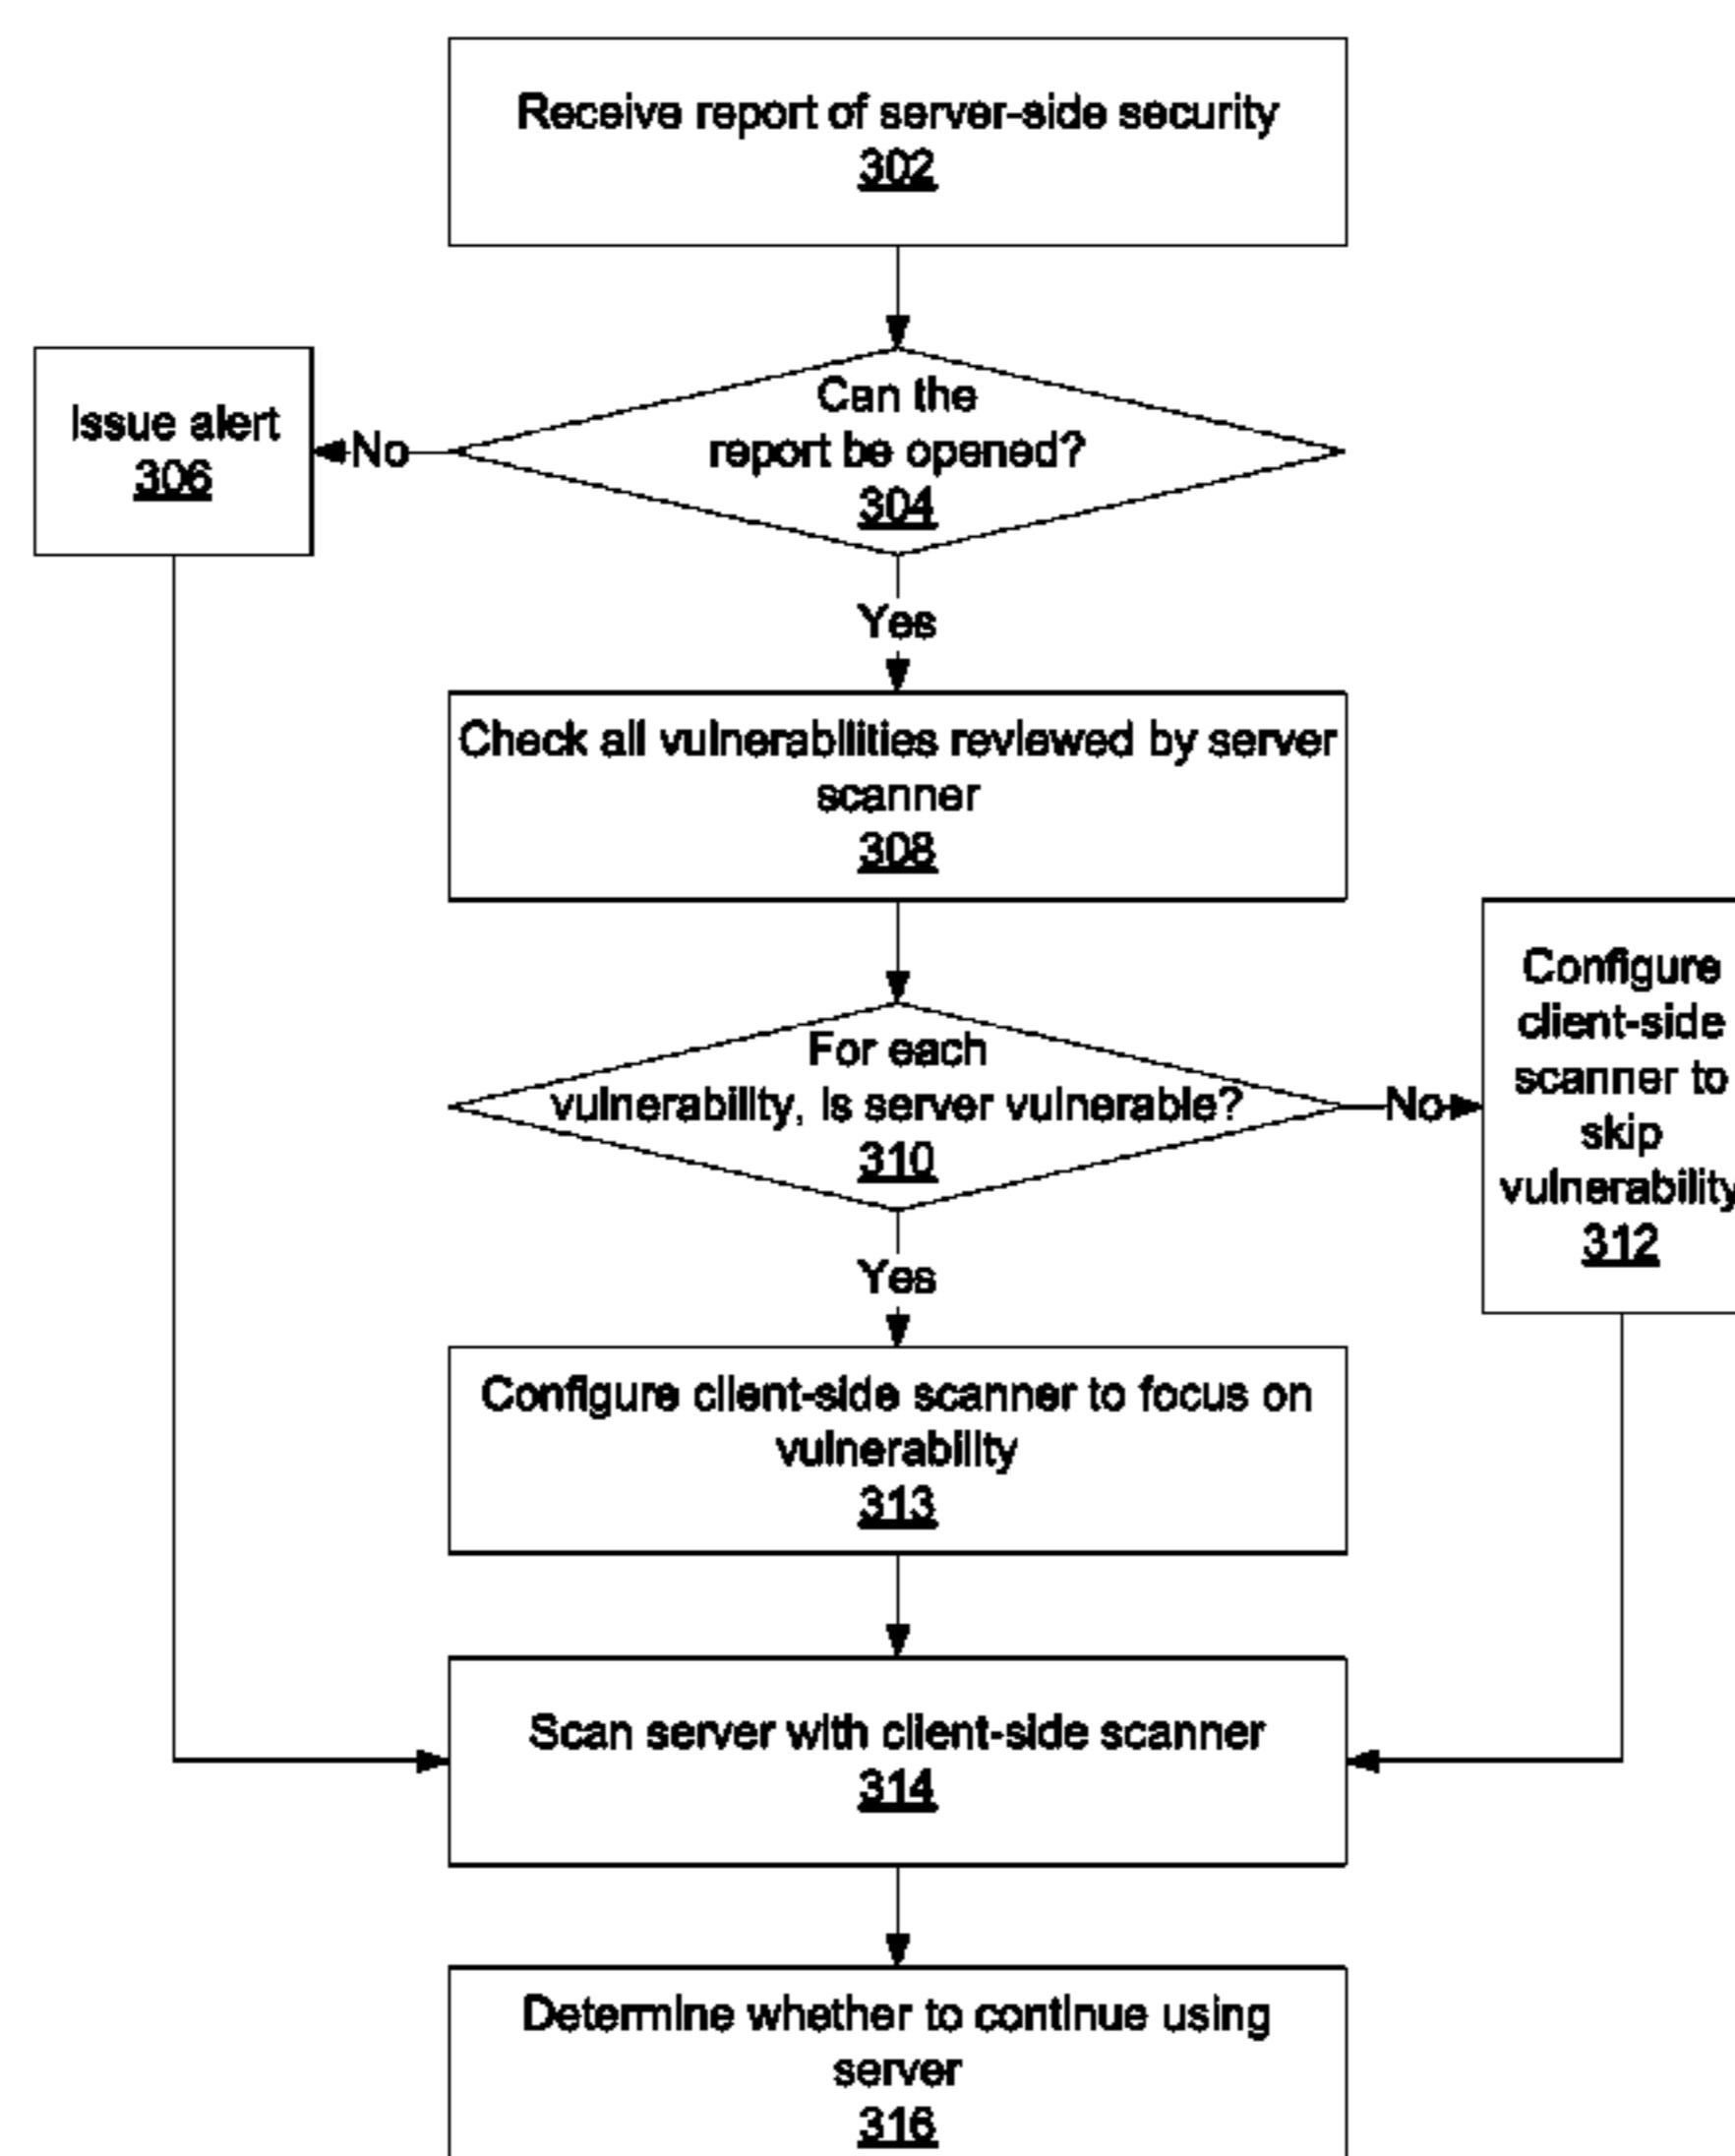 Receive report of server-side security
302
Can the
report be opened?
304
No
Issue alert
306
Yes
Check all vulnerabilities reviewed by server
scanner
308
For each
vulnerability, is server vulnerable?
310
No
Configure
client-side
scanner to
skip
vulnerability
312
Yes
Configure client-side scanner to focus on
vulnerability
313
Scan server with client-side scanner
314
Determine whether to continue using
server
316